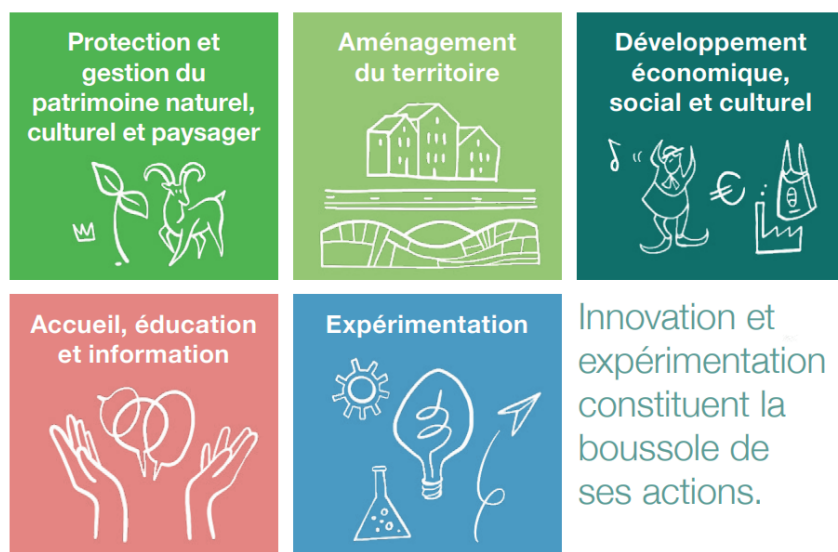 Protection et
gestion du
patrimoine naturel,
culturel et paysager
Aménagement
du territoire
Développement
économique,
social et culturel
€
Accueil, éducation
et information
Expérimentation
Innovation et
expérimentation
constituent la
boussole de
ses actions.